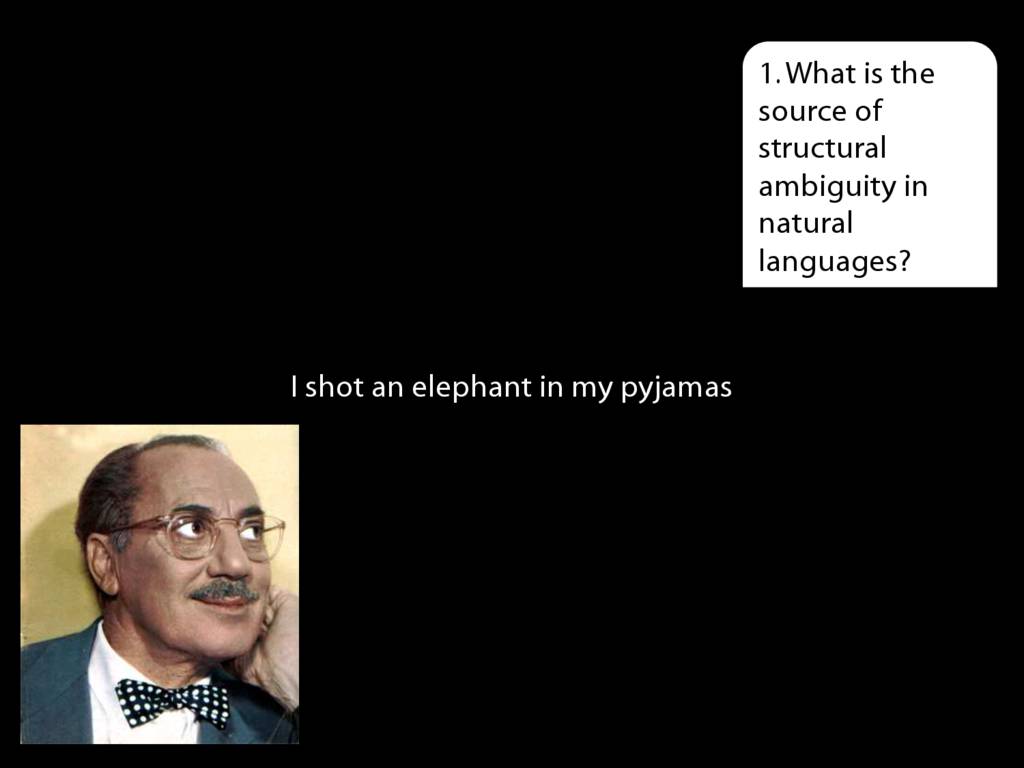 1. What is the
source of
structural
ambiguity in
natural
languages?
I shot an elephant in my pyjamas